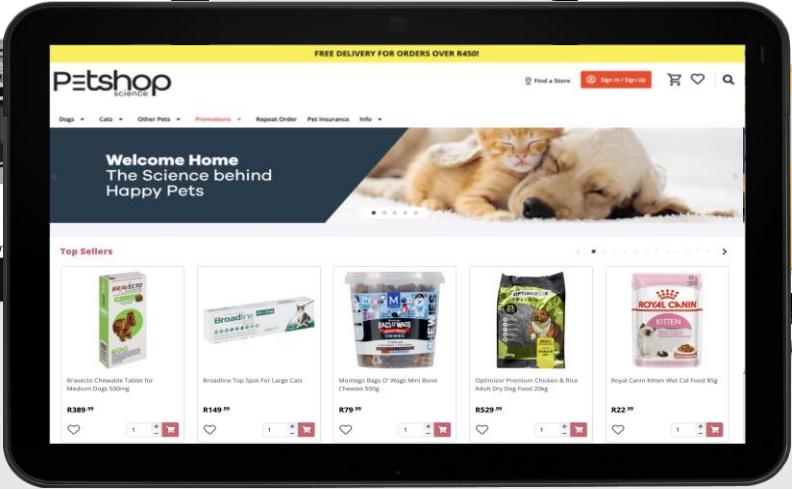 FREE DELIVERY FOR ORDERS OVER R450!
Petshop
science
Find a Store
Sign In / Sign Up
Dogs
Cats
Other Pets
Promotions
Repeat Order
Pet Insurance
Info
Welcome Home
The Science behind
Happy Pets
Top Sellers
BRAVECTO
Broadline
M
BAGS O' WAGS
CHEWIES
OPTIMIZOR
ROYAL CANIN
KITTEN
Bravecto Chewable Tablet for
Medium Dogs 500mg
R389.99
1
Broadline Top Spot For Large Cats
R149.99
1
Montego Bags O' Wags Mini Bone
Chewies 500g
R79.99
1
Optimizor Premium Chicken & Rice
Adult Dry Dog Food 20kg
R529.99
1
Royal Canin Kitten Wet Cat Food 85g
R22.99
1